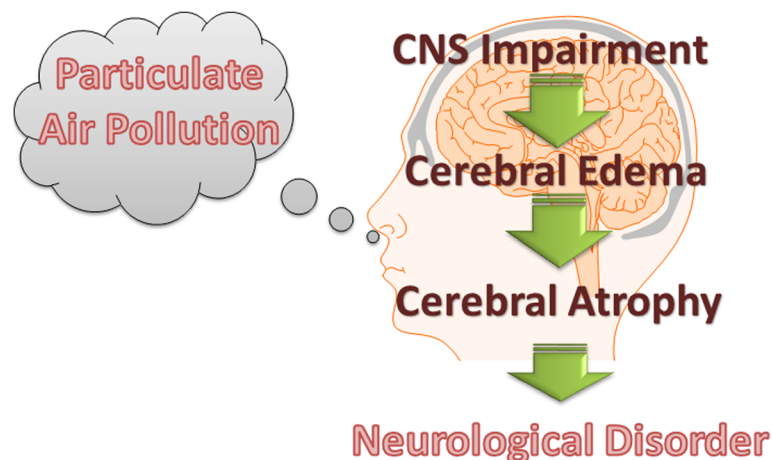 Particulate
Air Pollution
CNS Impairment
Cerebral Edema
Cerebral Atrophy
Neurological Disorder